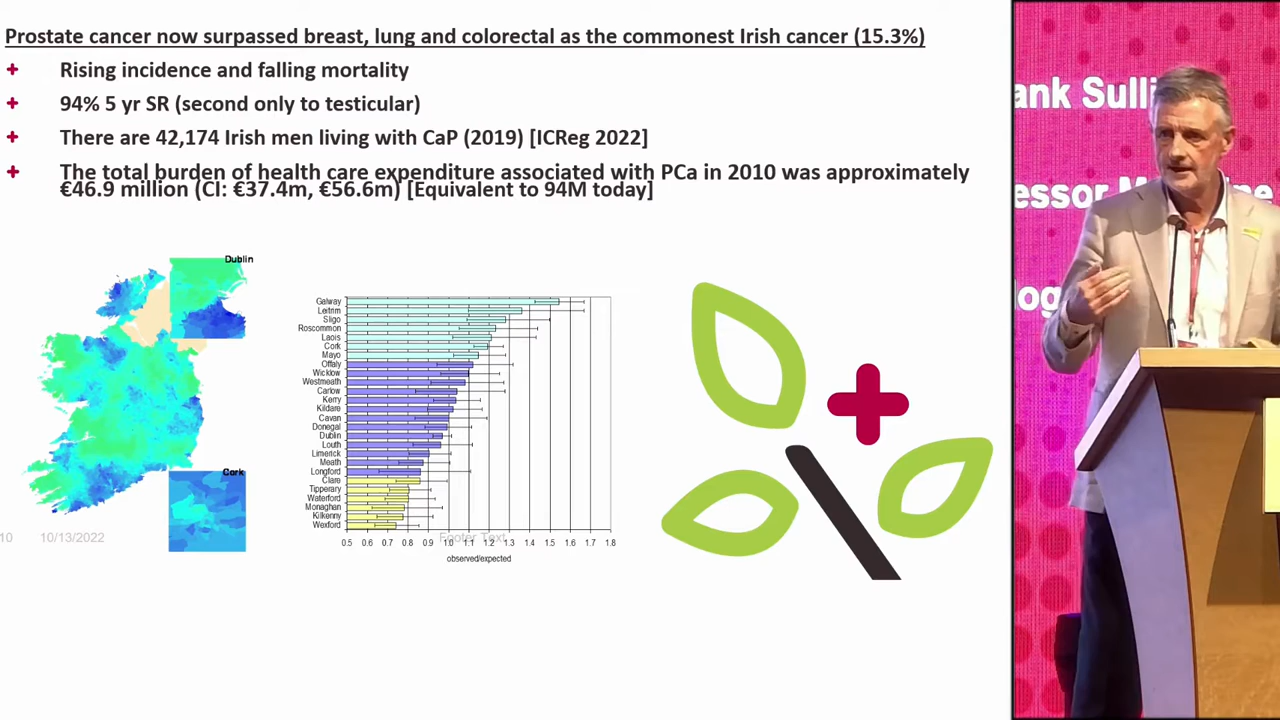 Prostate cancer now surpassed breast, lung and colorectal as the commonest Irish cancer (15.3%)
+ Rising incidence and falling mortality
+ 94% 5 yr SR (second only to testicular)
+ There are 42,174 Irish men living with CaP (2019) [ICReg 2022]
+ The total burden of health care expenditure associated with PCa in 2010 was approximately
€46.9 million (CI: €37.4m, €56.6m) [Equivalent to 94M today]
Dublin
Cork
Galway
Leitrim
Sligo
Roscommon
Laois
Cork
Mayo
Offaly
Wicklow
Westmeath
Carlow
Kerry
Kildare
Cavan
Donegal
Dublin
Louth
Limerick
Meath
Longford
Clare
Tipperary
Waterford
Monaghan
Kilkenny
Wexford
0.5 0.6 0.7 0.8 0.9 1.0 1.1 1.2 1.3 1.4 1.5 1.6 1.7 1.8
observed/expected
10 10/13/2022 Footer Text
ank Sulli
essor M
ne
og